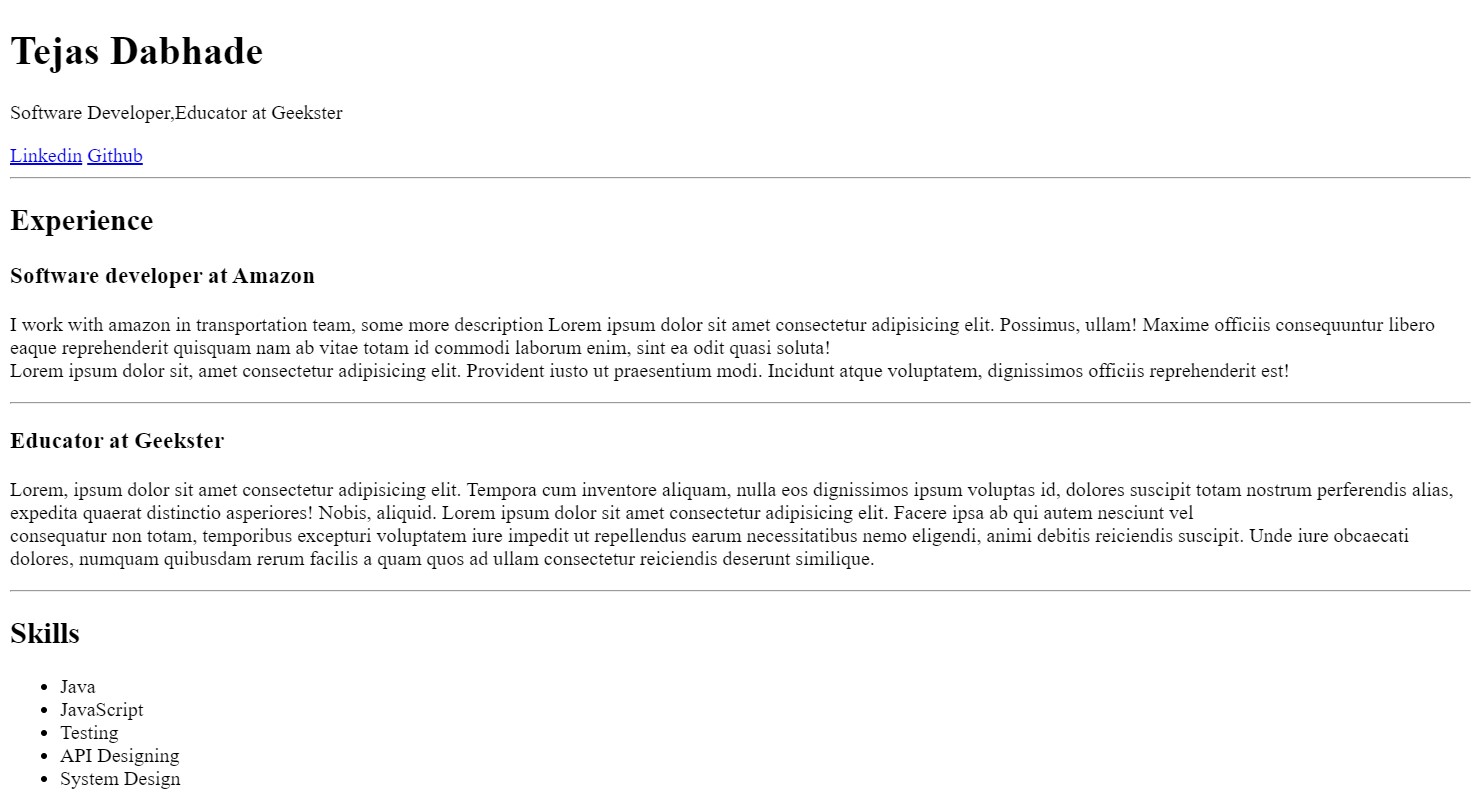 Tejas Dabhade
Software Developer,Educator at Geekster
Linkedin Github
Experience
Software developer at Amazon
I work with amazon in transportation team, some more description Lorem ipsum dolor sit amet consectetur adipisicing elit. Possimus, ullam! Maxime officiis consequuntur libero
eaque reprehenderit quisquam nam ab vitae totam id commodi laborum enim, sint ea odit quasi soluta!
Lorem ipsum dolor sit, amet consectetur adipisicing elit. Provident iusto ut praesentium modi. Incidunt atque voluptatem, dignissimos officiis reprehenderit est!
Educator at Geekster
Lorem, ipsum dolor sit amet consectetur adipisicing elit. Tempora cum inventore aliquam, nulla eos dignissimos ipsum voluptas id, dolores suscipit totam nostrum perferendis alias,
expedita quaerat distinctio asperiores! Nobis, aliquid. Lorem ipsum dolor sit amet consectetur adipisicing elit. Facere ipsa ab qui autem nesciunt vel
consequatur non totam, temporibus excepturi voluptatem iure impedit ut repellendus earum necessitatibus nemo eligendi, animi debitis reiciendis suscipit. Unde iure obcaecati
dolores, numquam quibusdam rerum facilis a quam quos ad ullam consectetur reiciendis deserunt similique.
Skills
• Java
• JavaScript
• Testing
• API Designing
• System Design